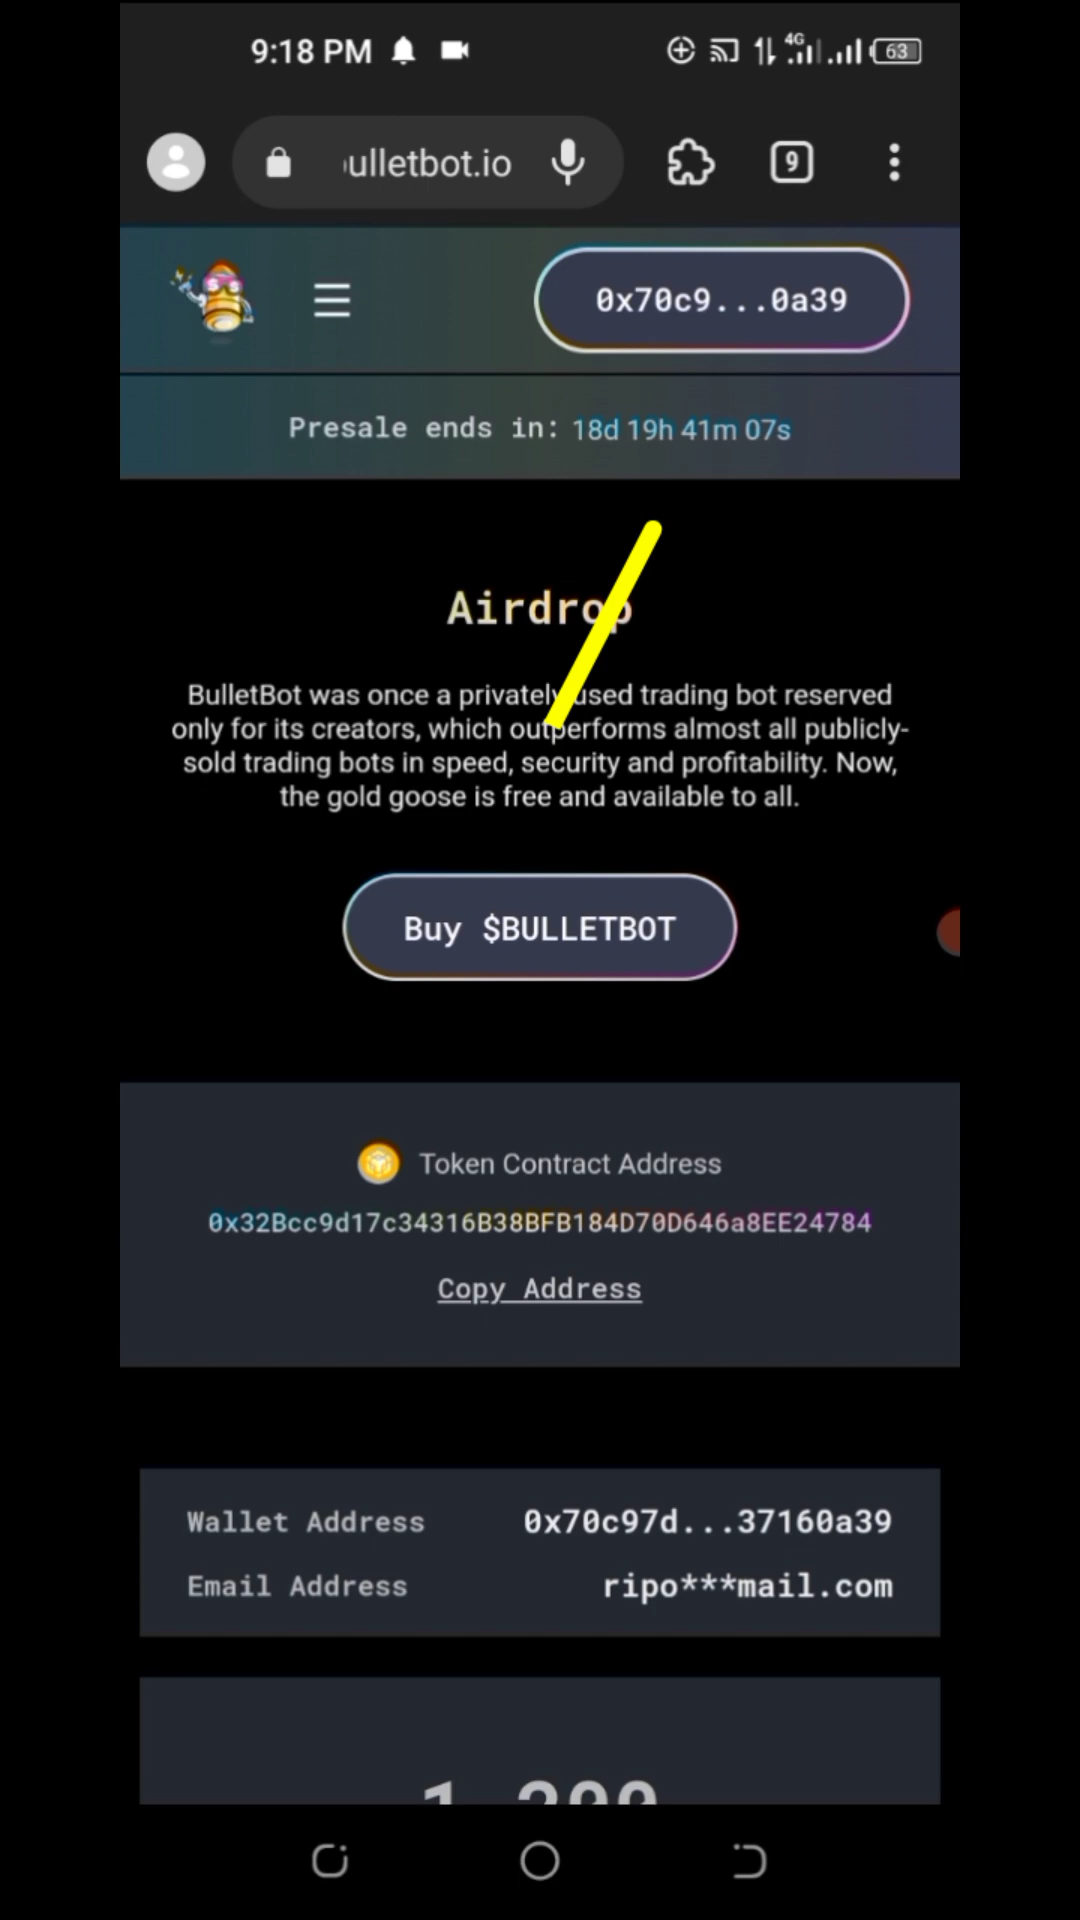 9:18 PM
4G
63
ulletbot.io
9
0x70c9...0a39
Presale ends in: 18d 19h 41m 07s
Airdrop
BulletBot was once a privately used trading bot reserved
only for its creators, which outperforms almost all publicly-
sold trading bots in speed, security and profitability. Now,
the gold goose is free and available to all.
Buy $BULLETBOT
Token Contract Address
0x32Bcc9d17c34316B38BFB184D70D646a8EE24784
Copy Address
Wallet Address 0x70c97d...37160a39
Email Address ripo***mail.com